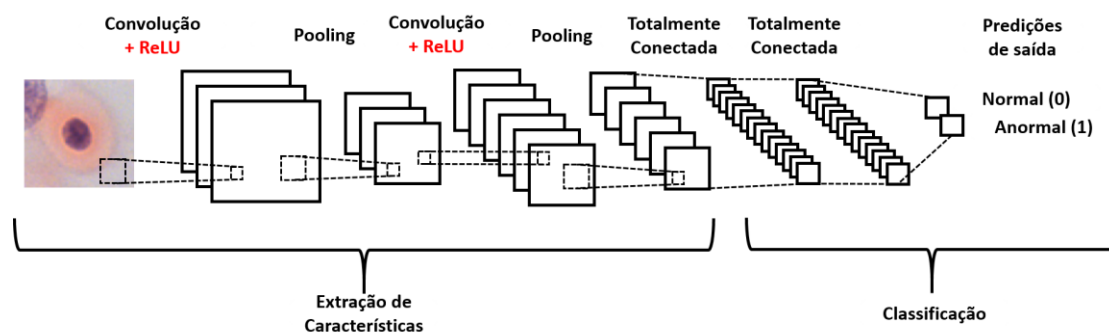 Convolução
+ ReLU
Pooling
Convolução
+ ReLU
Pooling
Totalmente
Conectada
Totalmente
Conectada
Predições
de saída
Normal (0)
Anormal (1)
Extração de
Características
Classificação